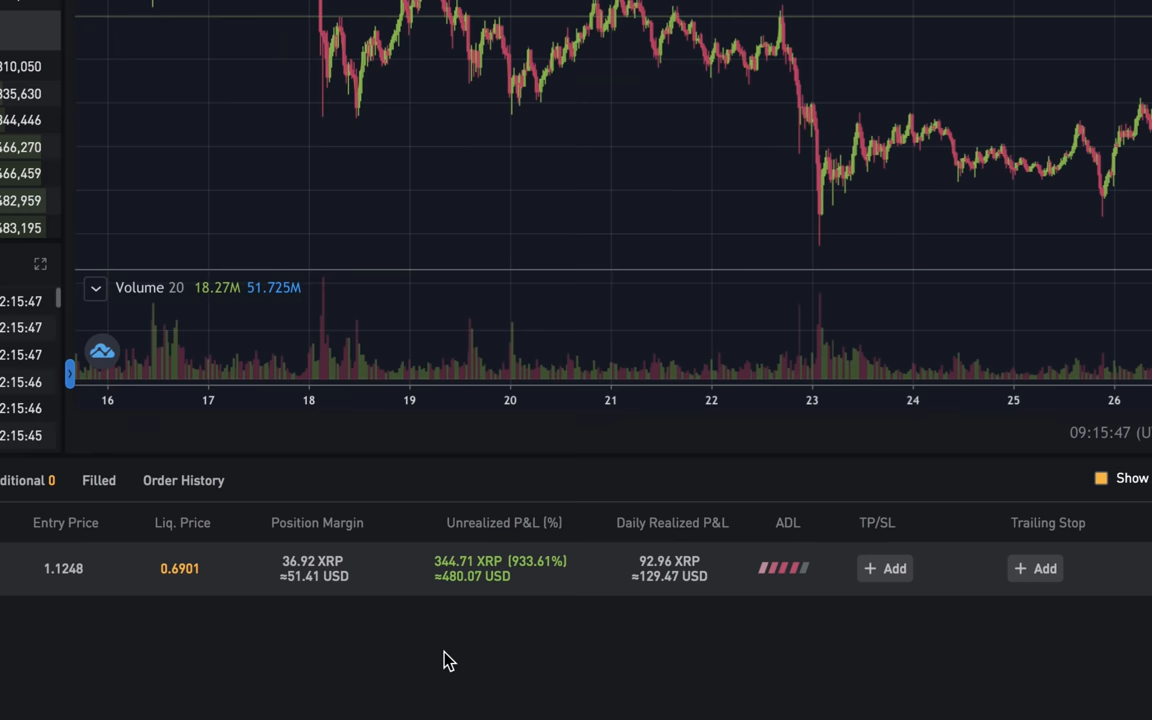 310,050
335,630
344,446
466,270
466,459
482,959
483,195
Volume 20 18.27M 51.725M
2:15:47
2:15:47
2:15:47
2:15:46
2:15:46
2:15:45
16 17 18 19 20 21 22 23 24 25 26
09:15:47 (U
ditional 0 Filled Order History Show
Entry Price Liq. Price Position Margin Unrealized P&L (%) Daily Realized P&L ADL TP/SL Trailing Stop
1.1248 0.6901 36.92 XRP 344.71 XRP (933.61%) 92.96 XRP + Add + Add
≈51.41 USD ≈480.07 USD ≈129.47 USD